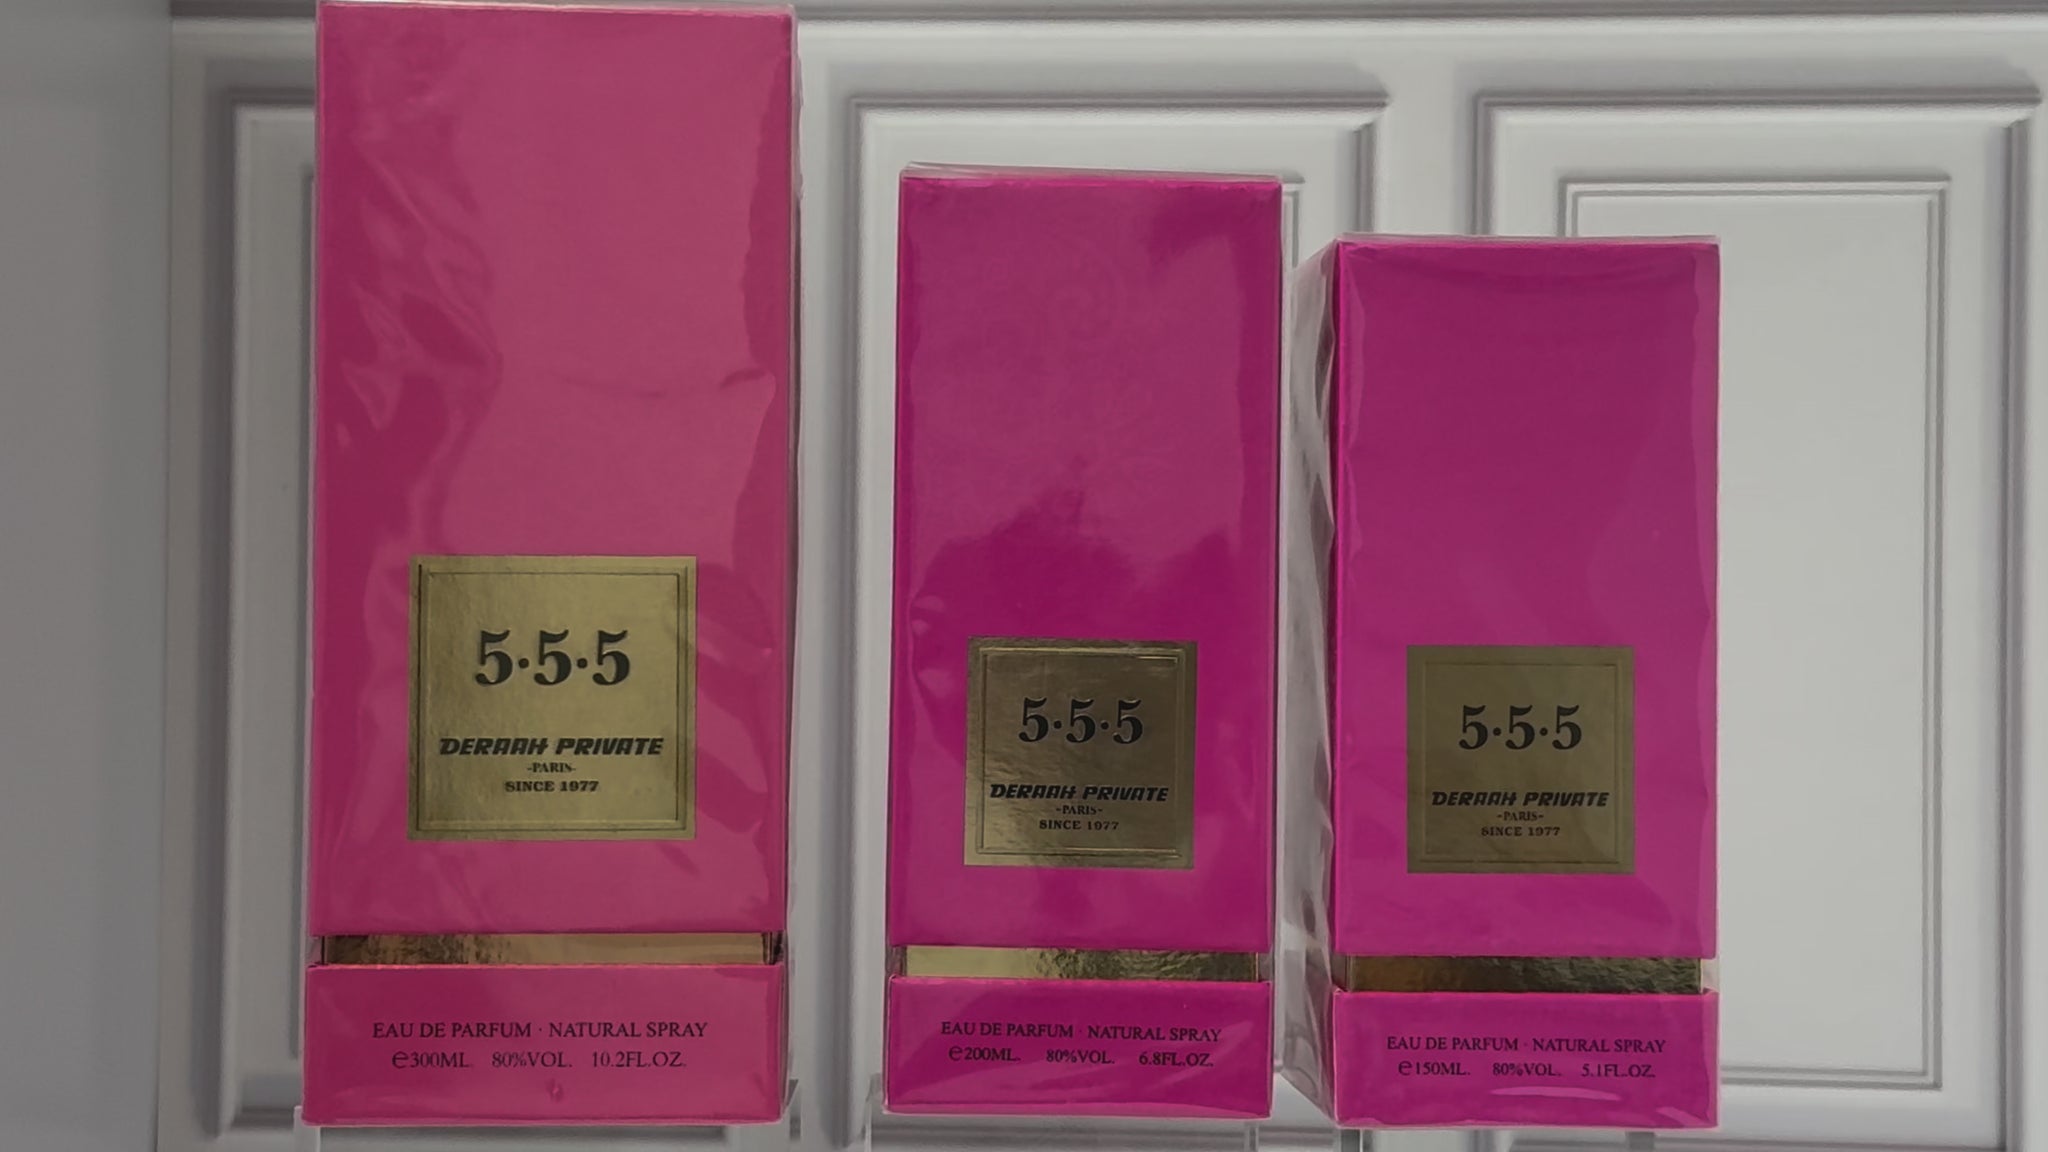 5·5·5
DERAAH PRIVATE
-PARIS-
SINCE 1977
EAU DE PARFUM · NATURAL SPRAY
e300ML. 80%VOL. 10.2FL.OZ.
5·5·5
DERAAH PRIVATE
-PARIS-
SINCE 1977
EAU DE PARFUM · NATURAL SPRAY
e200ML. 80%VOL. 6.8FL.OZ.
5·5·5
DERAAH PRIVATE
-PARIS-
SINCE 1977
EAU DE PARFUM · NATURAL SPRAY
e150ML. 80%VOL. 5.1FL.OZ.